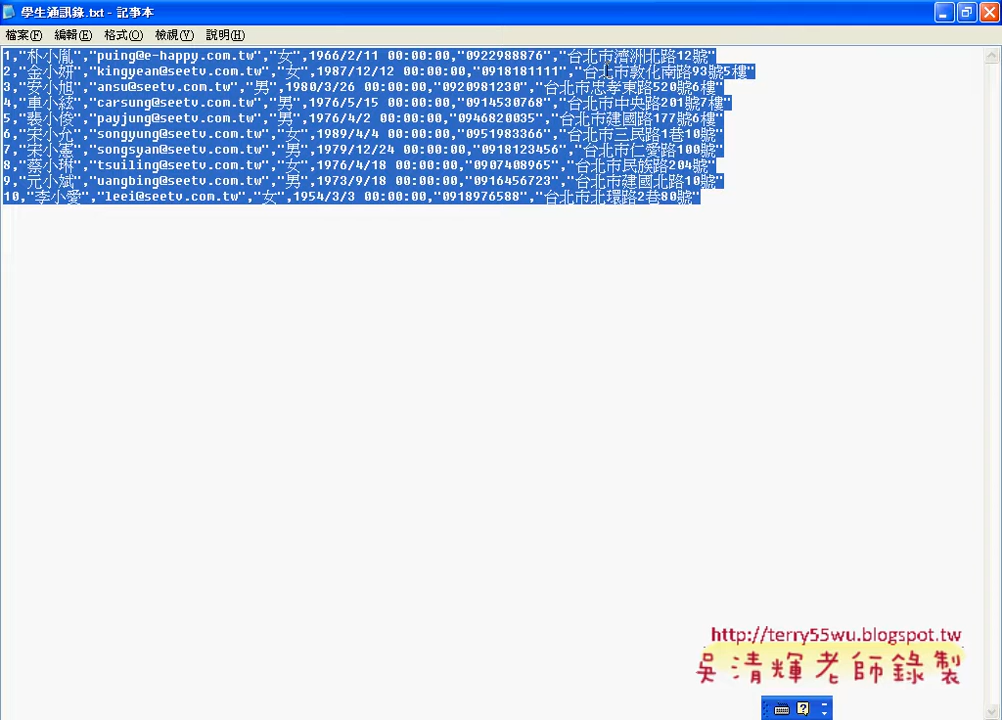 學生通訊錄.txt - 記事本
檔案(F) 編輯(E) 格式(O) 檢視(V) 說明(H)
1,"朴小胤","puing@e-happy.com.tw","女",1966/2/11 00:00:00,"0922988876","台北市濟洲北路12號"
2,"金小妍","kingyean@seetv.com.tw","女",1987/12/12 00:00:00,"0918181111","台北市敦化南路93號5樓"
3,"安小旭","ansu@seetv.com.tw","男",1980/3/26 00:00:00,"0920981230","台北市忠孝東路520號6樓"
4,"車小絃","carsung@seetv.com.tw","男",1976/5/15 00:00:00,"0914530768","台北市中央路201號7樓"
5,"裴小俊","payjung@seetv.com.tw","男",1976/4/2 00:00:00,"0946820035","台北市建國路177號6樓"
6,"宋小允","songyung@seetv.com.tw","女",1989/4/4 00:00:00,"0951983366","台北市三民路1巷10號"
7,"宋小憲","songsyan@seetv.com.tw","男",1979/12/24 00:00:00,"0918123456","台北市仁愛路100號"
8,"蔡小琳","tsuiling@seetv.com.tw","女",1976/4/18 00:00:00,"0907408965","台北市民族路204號"
9,"元小斌","uangbing@seetv.com.tw","男",1973/9/18 00:00:00,"0916456723","台北市建國北路10號"
10,"李小愛","leei@seetv.com.tw","女",1954/3/3 00:00:00,"0918976588","台北市北環路2巷80號"
http://terry55wu.blogspot.tw
吳清輝老師錄製